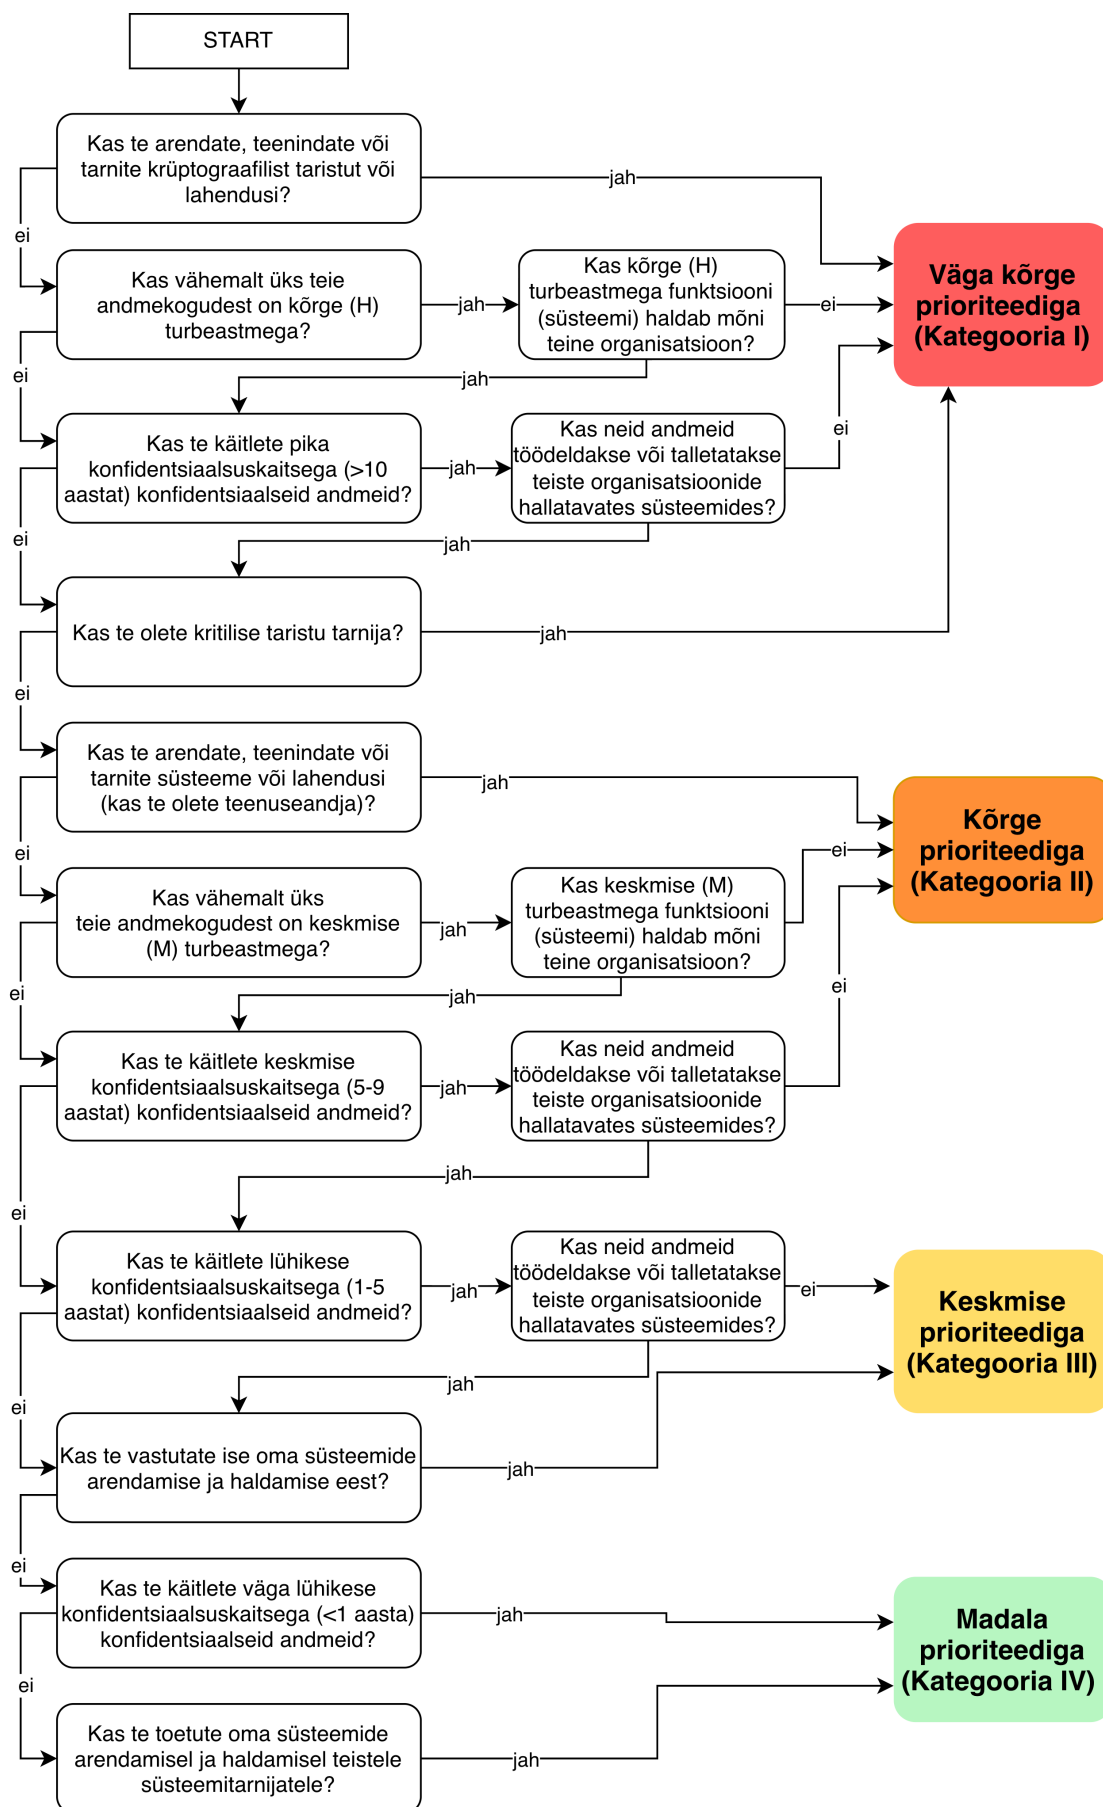 START
Kas te arendate, teenindate või
tarnite krüptograafilist taristut või
lahendusi?
jah
ei
Kas vähemalt üks teie
andmekogudest on kõrge (H)
turbeastmega?
jah
Kas kõrge (H)
turbeastmega funktsiooni
(süsteemi) haldab mõni
teine organisatsioon?
ei
Väga kõrge
prioriteediga
(Kategooria I)
jah
ei
Kas te käitlete pika
konfidentsiaalsuskaitsega (>10
aastat) konfidentsiaalseid andmeid?
jah
Kas neid andmeid
töödeldakse või talletatakse
teiste organisatsioonide
hallatavates süsteemides?
ei
jah
ei
Kas te olete kritilise taristu tarnija?
jah
ei
Kas te arendate, teenindate või
tarnite süsteeme või lahendusi
(kas te olete teenuseandja)?
jah
ei
Kõrge
prioriteediga
(Kategooria II)
Kas vähemalt üks
teie andmekogudest on keskmise
(M) turbeastmega?
jah
Kas keskmise (M)
turbeastmega funktsiooni
(süsteemi) haldab mõni
teine organisatsioon?
ei
jah
ei
Kas te käitlete keskmise
konfidentsiaalsuskaitsega (5-9
aastat) konfidentsiaalseid andmeid?
jah
Kas neid andmeid
töödeldakse või talletatakse
teiste organisatsioonide
hallatavates süsteemides?
ei
jah
ei
Kas te käitlete lühikese
konfidentsiaalsuskaitsega (1-5
aastat) konfidentsiaalseid andmeid?
jah
Kas neid andmeid
töödeldakse või talletatakse
teiste organisatsioonide
hallatavates süsteemides?
ei
Keskmise
prioriteediga
(Kategooria III)
jah
ei
Kas te vastutate ise oma süsteemide
arendamise ja haldamise eest?
jah
ei
Kas te käitlete väga lühikese
konfidentsiaalsuskaitsega (<1 aasta)
konfidentsiaalseid andmeid?
jah
Madala
prioriteediga
(Kategooria IV)
ei
Kas te toetute oma süsteemide
arendamisel ja haldamisel teistele
süsteemitarnijatele?
jah